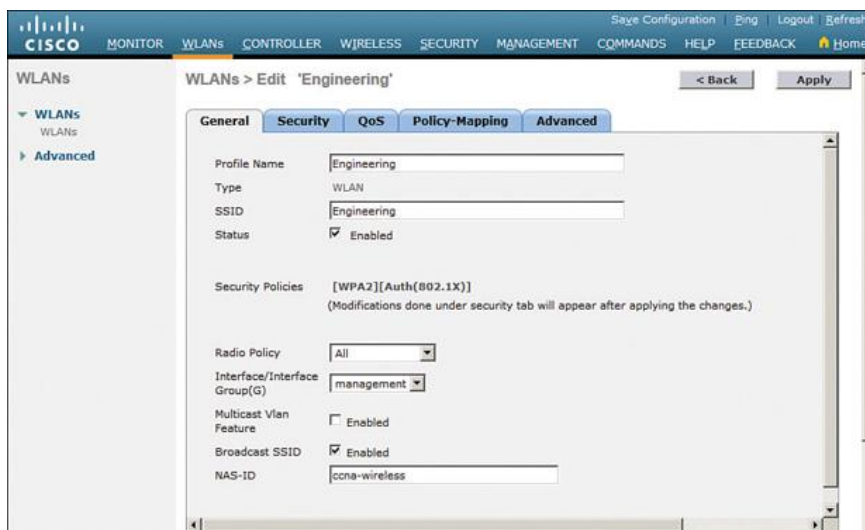 Save Configuration Ping Logout Refresh
CISCO MONITOR WLANs CONTROLLER WIRELESS SECURITY MANAGEMENT COMMANDS HELP FEEDBACK Home
WLANs
WLANs > Edit 'Engineering'
< Back
Apply
WLANs
WLANs
Advanced
General Security QoS Policy-Mapping Advanced
Profile Name Engineering
Type WLAN
SSID Engineering
Status Enabled
Security Policies [WPA2][Auth(802.1X)]
(Modifications done under security tab will appear after applying the changes.)
Radio Policy All
Interface/Interface
Group(G) management
Multicast Vlan
Feature Enabled
Broadcast SSID Enabled
NAS-ID ccna-wireless